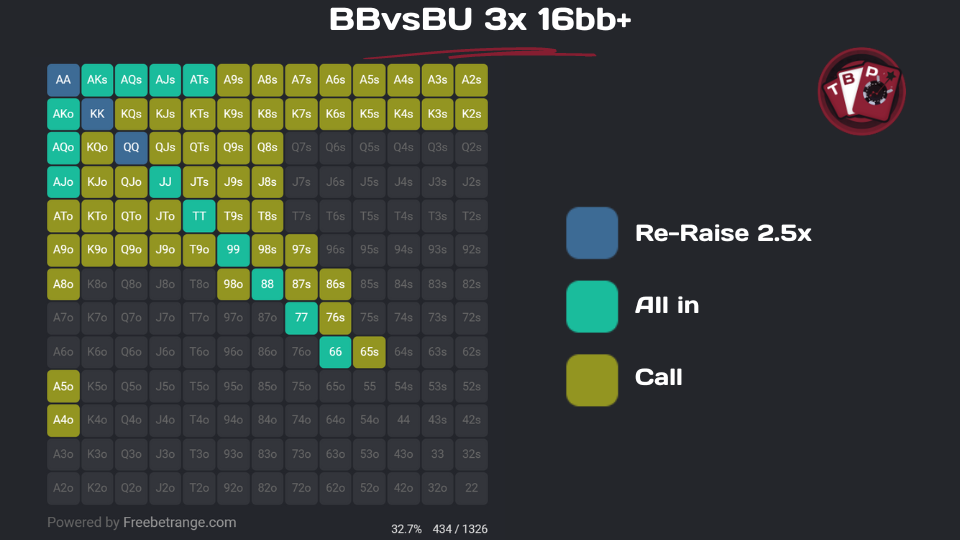 BBvsBU 3x 16bb+
AA AKs AQs AJs ATs A9s A8s A7s A6s A5s A4s A3s A2s
AKo KK KQs KJs KTs K9s K8s K7s K6s K5s K4s K3s K2s
AQo KQo QQ QJs QTs Q9s Q8s Q7s Q6s Q5s Q4s Q3s Q2s
AJo KJo QJo JJ JTs J9s J8s J7s J6s J5s J4s J3s J2s
ATo KTo QTo JTo TT T9s T8s T7s T6s T5s T4s T3s T2s
A9o K9o Q9o J9o T9o 99 98s 97s 96s 95s 94s 93s 92s
A8o K8o Q8o J8o T8o 98o 88 87s 86s 85s 84s 83s 82s
A7o K7o Q7o J7o T7o 97o 87o 77 76s 75s 74s 73s 72s
A6o K6o Q6o J6o T6o 96o 86o 76o 66 65s 64s 63s 62s
A5o K5o Q5o J5o T5o 95o 85o 75o 65o 55 54s 53s 52s
A4o K4o Q4o J4o T4o 94o 84o 74o 64o 54o 44 43s 42s
A3o K3o Q3o J3o T3o 93o 83o 73o 63o 53o 43o 33 32s
A2o K2o Q2o J2o T2o 92o 82o 72o 62o 52o 42o 32o 22
Powered by Freebetrange.com
32.7% 434 / 1326
T B P
Re-Raise 2.5x
All in
Call